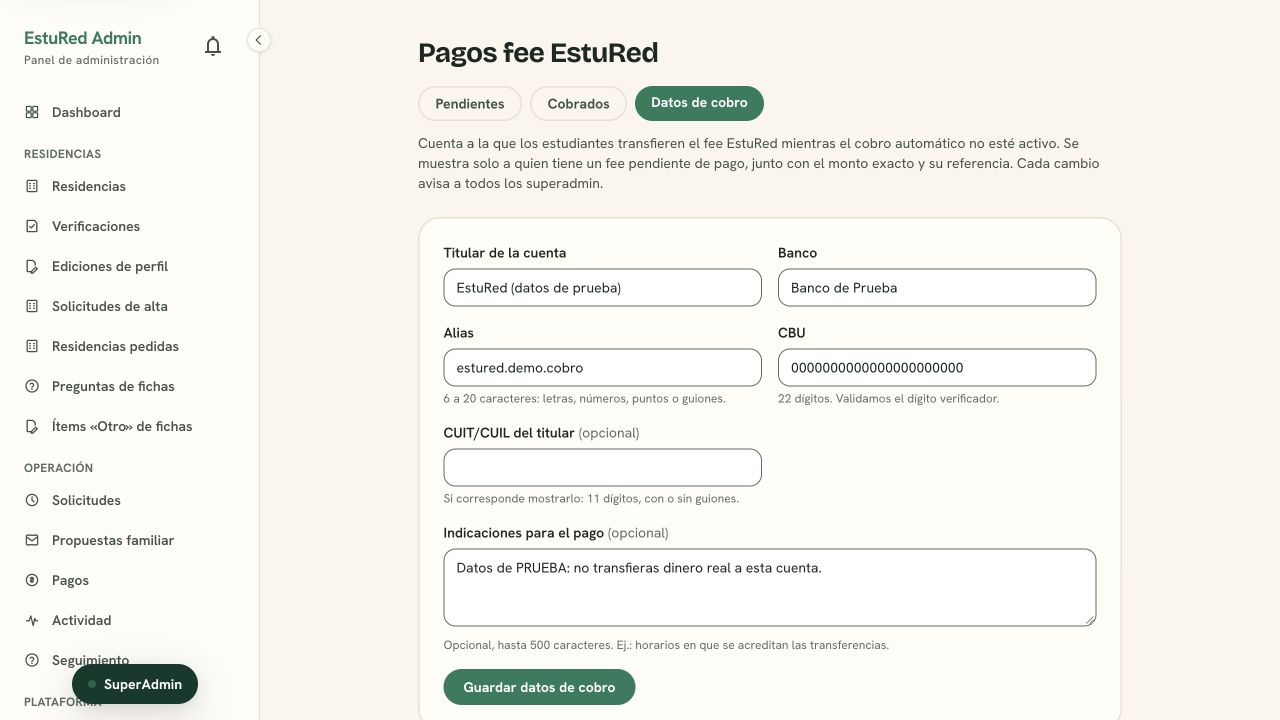 EstuRed Admin
Panel de administración
Dashboard
RESIDENCIAS
Residencias
Verificaciones
Ediciones de perfil
Solicitudes de alta
Residencias pedidas
Preguntas de fichas
Ítems «Otro» de fichas
OPERACIÓN
Solicitudes
Propuestas familiar
Pagos
Actividad
Seguimiento
SuperAdmin
PLATAFORMA
Pagos fee EstuRed
Pendientes
Cobrados
Datos de cobro
Cuenta a la que los estudiantes transfieren el fee EstuRed mientras el cobro automático no esté activo. Se
muestra solo a quien tiene un fee pendiente de pago, junto con el monto exacto y su referencia. Cada cambio
avisa a todos los superadmin.
Titular de la cuenta
EstuRed (datos de prueba)
Banco
Banco de Prueba
Alias
estured.demo.cobro
6 a 20 caracteres: letras, números, puntos o guiones.
CBU
0000000000000000000000
22 dígitos. Validamos el dígito verificador.
CUIT/CUIL del titular (opcional)
Si corresponde mostrarlo: 11 dígitos, con o sin guiones.
Indicaciones para el pago (opcional)
Datos de PRUEBA: no transfieras dinero real a esta cuenta.
Opcional, hasta 500 caracteres. Ej.: horarios en que se acreditan las transferencias.
Guardar datos de cobro